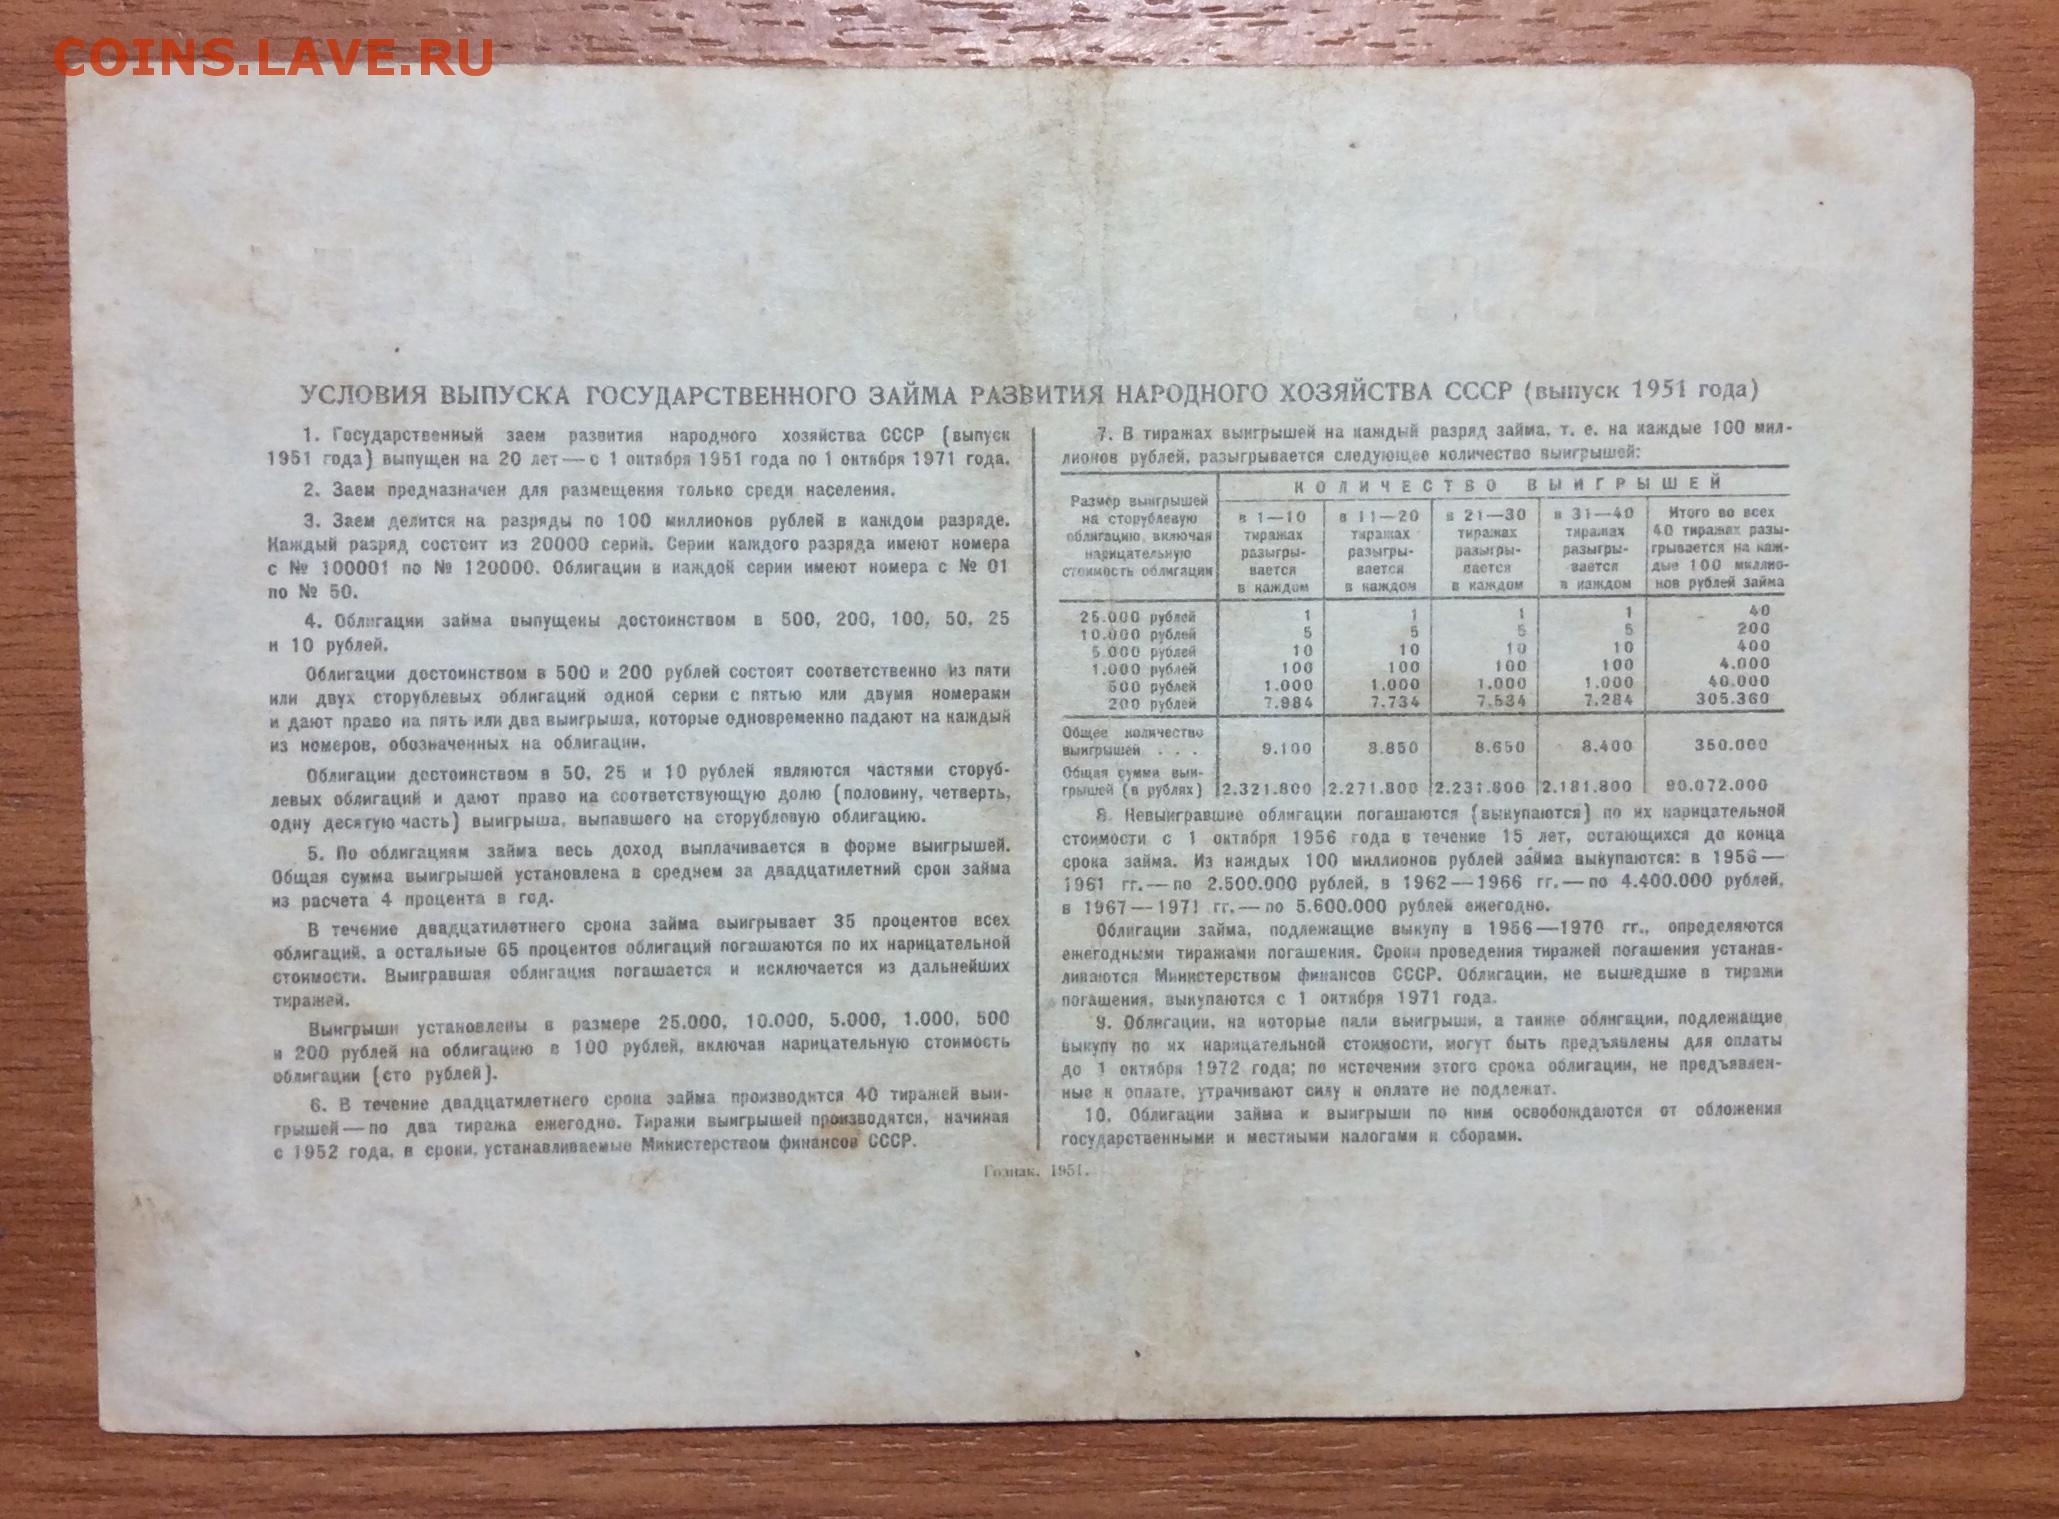 COINS.LAVE.RU
УСЛОВИЯ ВЫПУСКА ГОСУДАРСТВЕННОГО ЗАЙМА РАЗВИТИЯ НАРОДНОГО ХОЗЯЙСТВА СССР (выпуск 1951 года)
1. Государственный заем развития народного хозяйства СССР (выпуск
1951 года) выпущен на 20 лет — с 1 октября 1951 года по 1 октября 1971 года.
2. Заем предназначен для размещения только среди населения.
3. Заем делится на разряды по 100 миллионов рублей в каждом разряде.
Каждый разряд состоит из 20000 серий. Серии каждого разряда имеют номера
с № 100001 по № 120000. Облигации в каждой серии имеют номера с № 01
по № 50.
4. Облигации займа выпущены достоинством в 500, 200, 100, 50, 25
и 10 рублей.
Облигации достоинством в 500 и 200 рублей состоят соответственно из пяти
или двух сторублевых облигаций одной серии с пятью или двумя номерами
и дают право на пять или два выигрыша, которые одновременно падают на каждый
из номеров, обозначенных на облигации.
Облигации достоинством в 50, 25 и 10 рублей являются частями сторуб-
левых облигаций и дают право на соответствующую долю (половину, четверть,
одну десятую часть) выигрыша, выпавшего на сторублевую облигацию.
5. По облигациям займа весь доход выплачивается в форме выигрышей.
Общая сумма выигрышей установлена в среднем за двадцатилетний срок займа
из расчета 4 процента в год.
В течение двадцатилетнего срока займа выигрывает 35 процентов всех
облигаций, а остальные 65 процентов облигаций погашаются по их нарицательной
стоимости. Выигравшая облигация погашается и исключается из дальнейших
тиражей.
Выигрыши установлены в размере 25.000, 10.000, 5.000, 1.000, 500
и 200 рублей на облигацию в 100 рублей, включая нарицательную стоимость
облигации (сто рублей).
6. В течение двадцатилетнего срока займа производится 40 тиражей выи-
грышей — по два тиража ежегодно. Тиражи выигрышей производятся, начиная
с 1952 года, в сроки, устанавливаемые Министерством финансов СССР.
7. В тиражах выигрышей на каждый разряд займа, т. е. на каждые 100 мил-
лионов рублей, разыгрывается следующее количество выигрышей:
КОЛИЧЕСТВО ВЫИГРЫШЕЙ
Размер выигрышей
на сторублевую
облигацию, включая
нарицательную
стоимость облигации
в 1—10
тиражах
разыгры-
вается
в каждом
в 11—20
тиражах
разыгры-
вается
в каждом
в 21—30
тиражах
разыгры-
вается
в каждом
в 31—40
тиражах
разыгры-
вается
в каждом
Итого во всех
40 тиражах разы-
грывается на каж-
дые 100 миллио-
нов рублей займа
25.000 рублей 1 1 1 1 40
10.000 рублей 5 5 5 5 200
5.000 рублей 10 10 10 10 400
1.000 рублей 100 100 100 100 4.000
500 рублей 1.000 1.000 1.000 1.000 40.000
200 рублей 7.984 7.734 7.534 7.284 305.360
Общее количество
выигрышей . . . 9.100 8.850 8.650 8.400 350.000
Общая сумма выи-
грышей (в рублях) 2.321.800 2.271.800 2.231.800 2.181.800 90.072.000
8. Невыигравшие облигации погашаются (выкупаются) по их нарицательной
стоимости с 1 октября 1956 года в течение 15 лет, остающихся до конца
срока займа. Из каждых 100 миллионов рублей займа выкупаются: в 1956 —
1961 гг. — по 2.500.000 рублей, в 1962 — 1966 гг. — по 4.400.000 рублей,
в 1967 — 1971 гг. — по 5.600.000 рублей ежегодно.
Облигации займа, подлежащие выкупу в 1956—1970 гг., определяются
ежегодными тиражами погашения. Сроки проведения тиражей погашения устанав-
ливаются Министерством финансов СССР. Облигации, не вышедшие в тиражи
погашения, выкупаются с 1 октября 1971 года.
9. Облигации, на которые пали выигрыши, а также облигации, подлежащие
выкупу по их нарицательной стоимости, могут быть предъявлены для оплаты
до 1 октября 1972 года; по истечении этого срока облигации, не предъявлен-
ные к оплате, утрачивают силу и оплате не подлежат.
10. Облигации займа и выигрыши по ним освобождаются от обложения
государственными и местными налогами и сборами.
Гознак. 1951.